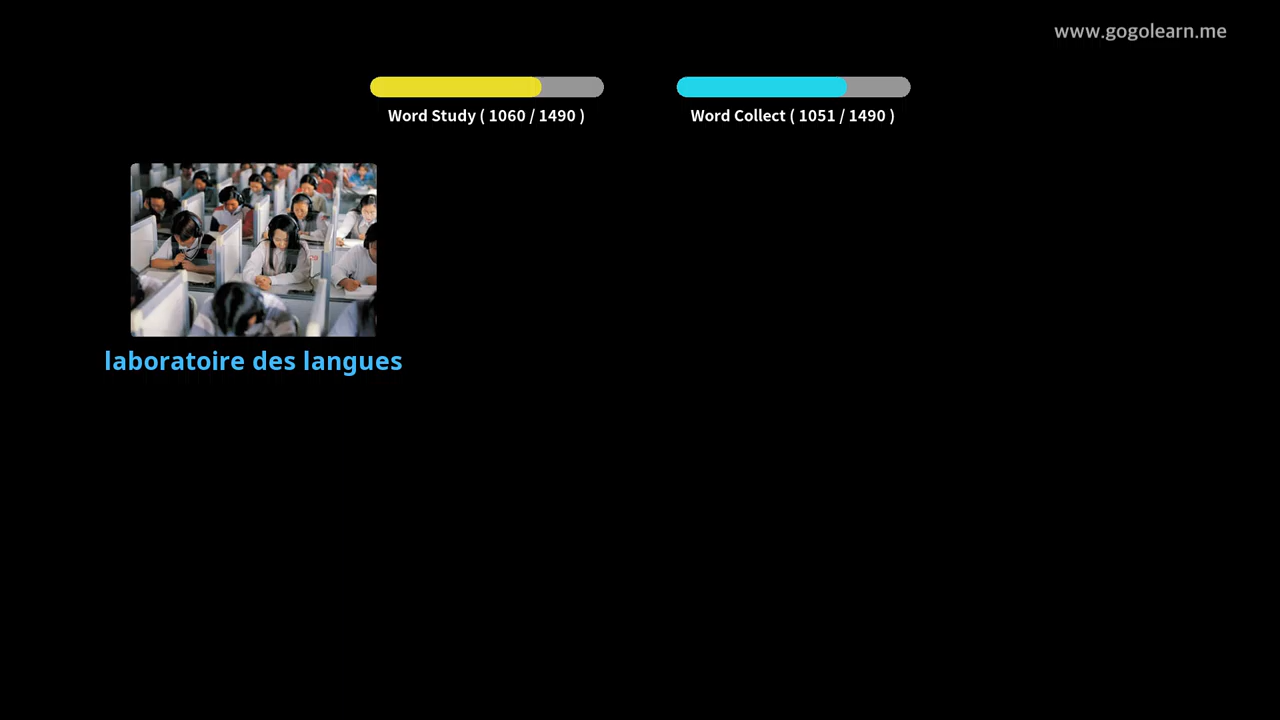 www.gogolearn.me
Word Study ( 1060 / 1490 )
Word Collect ( 1051 / 1490 )
laboratoire des langues